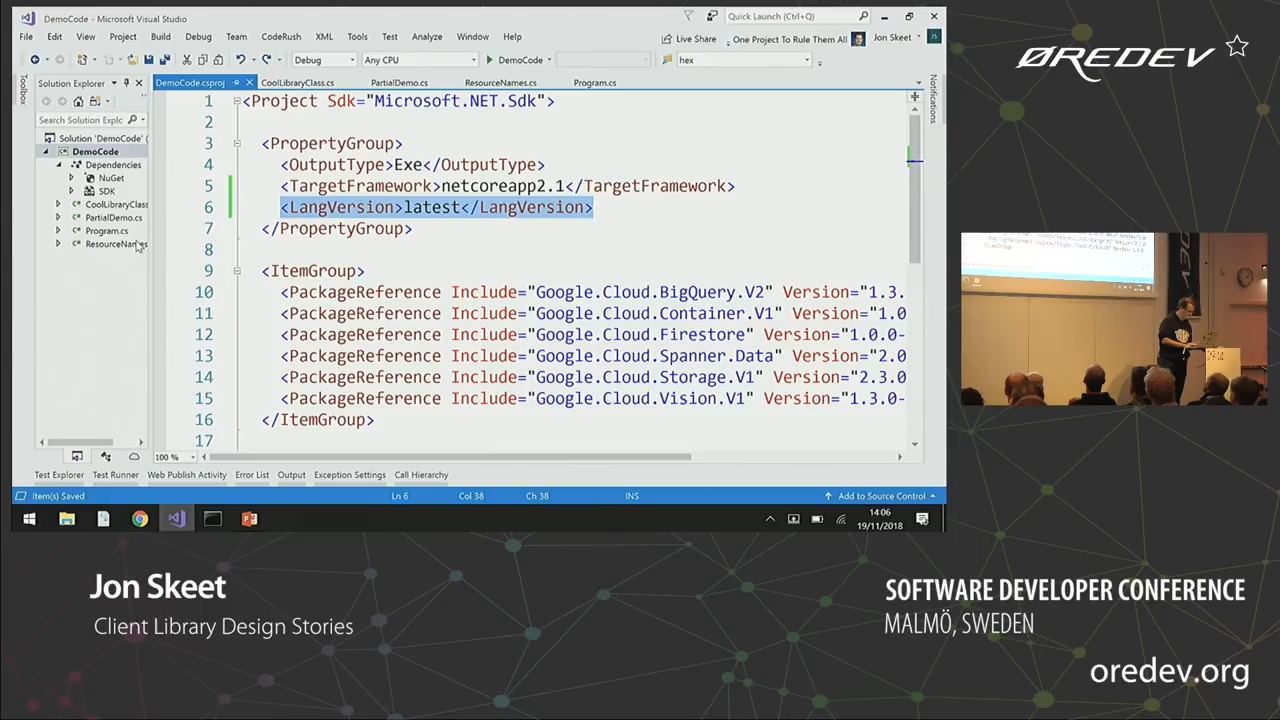 DemoCode - Microsoft Visual Studio
Quick Launch (Ctrl+Q)
File Edit View Project Build Debug Team CodeRush XML Tools Test Analyze Window Help
Live Share
One Project To Rule Them All
Jon Skeet
JS
Debug
Any CPU
DemoCode
hex
Toolbox
Solution Explorer
Search Solution Explc
Solution 'DemoCode' (
DemoCode
Dependencies
NuGet
SDK
CoolLibraryClass
PartialDemo.cs
Program.cs
ResourceNames
DemoCode.csproj CoolLibraryClass.cs PartialDemo.cs ResourceNames.cs Program.cs
Notifications
1 <Project Sdk="Microsoft.NET.Sdk">
2
3 <PropertyGroup>
4 <OutputType>Exe</OutputType>
5 <TargetFramework>netcoreapp2.1</TargetFramework>
6 <LangVersion>latest</LangVersion>
7 </PropertyGroup>
8
9 <ItemGroup>
10 <PackageReference Include="Google.Cloud.BigQuery.V2" Version="1.3.
11 <PackageReference Include="Google.Cloud.Container.V1" Version="1.0
12 <PackageReference Include="Google.Cloud.Firestore" Version="1.0.0-
13 <PackageReference Include="Google.Cloud.Spanner.Data" Version="2.0
14 <PackageReference Include="Google.Cloud.Storage.V1" Version="2.3.0
15 <PackageReference Include="Google.Cloud.Vision.V1" Version="1.3.0-
16 </ItemGroup>
17
100 %
Test Explorer Test Runner Web Publish Activity Error List Output Exception Settings Call Hierarchy
Item(s) Saved
Ln 6 Col 38 Ch 38 INS
Add to Source Control
14:06
19/11/2018
ØREDEV
Jon Skeet
Client Library Design Stories
SOFTWARE DEVELOPER CONFERENCE
MALMÖ, SWEDEN
oredev.org